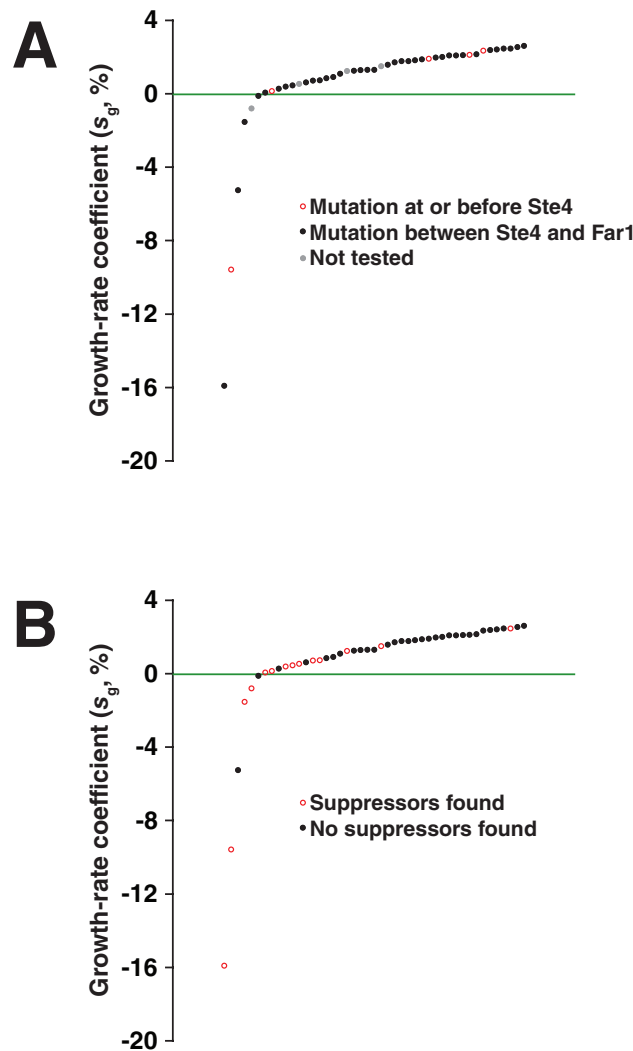 A
4
0
-4
-8
-12
-16
-20
Growth-rate coefficient (sg, %)
Mutation at or before Ste4
Mutation between Ste4 and Far1
Not tested
B
4
0
-4
-8
-12
-16
-20
Growth-rate coefficient (sg, %)
Suppressors found
No suppressors found